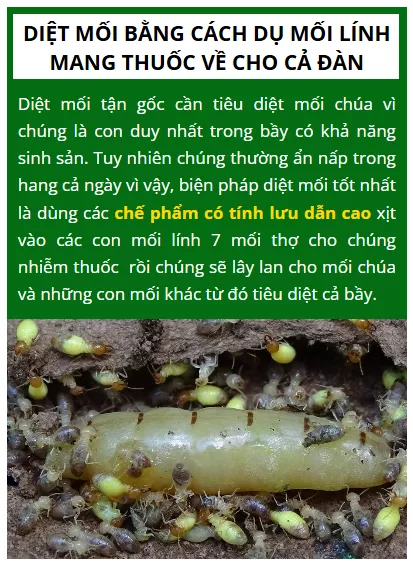 DIỆT MỐI BẰNG CÁCH DỤ MỐI LÍNH
MANG THUỐC VỀ CHO CẢ ĐÀN
Diệt mối tận gốc cần tiêu diệt mối chúa vì
chúng là con duy nhất trong bầy có khả năng
sinh sản. Tuy nhiên chúng thường ẩn nấp trong
hang cả ngày vì vậy, biện pháp diệt mối tốt nhất
là dùng các chế phẩm có tính lưu dẫn cao xịt
vào các con mối lính 7 mối thợ cho chúng
nhiễm thuốc rồi chúng sẽ lây lan cho mối chúa
và những con mối khác từ đó tiêu diệt cả bầy.